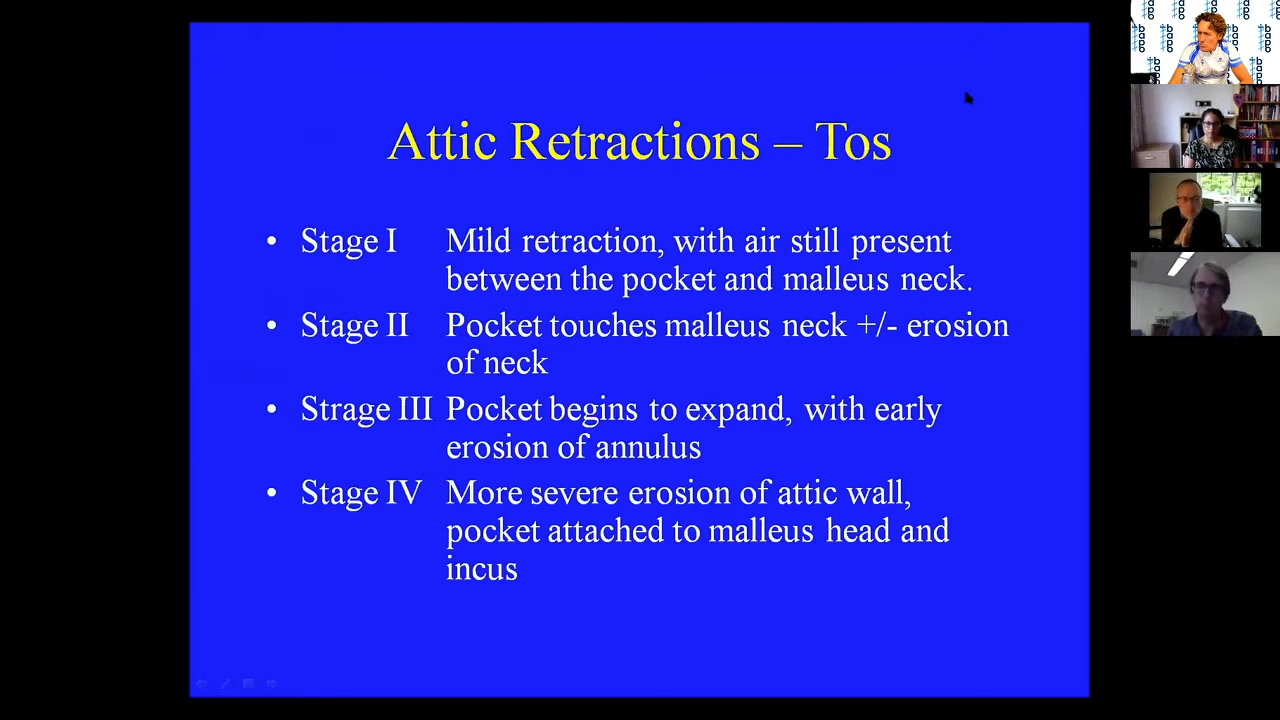 Attic Retractions – Tos
• Stage I Mild retraction, with air still present
between the pocket and malleus neck.
• Stage II Pocket touches malleus neck +/- erosion
of neck
• Strage III Pocket begins to expand, with early
erosion of annulus
• Stage IV More severe erosion of attic wall,
pocket attached to malleus head and
incus